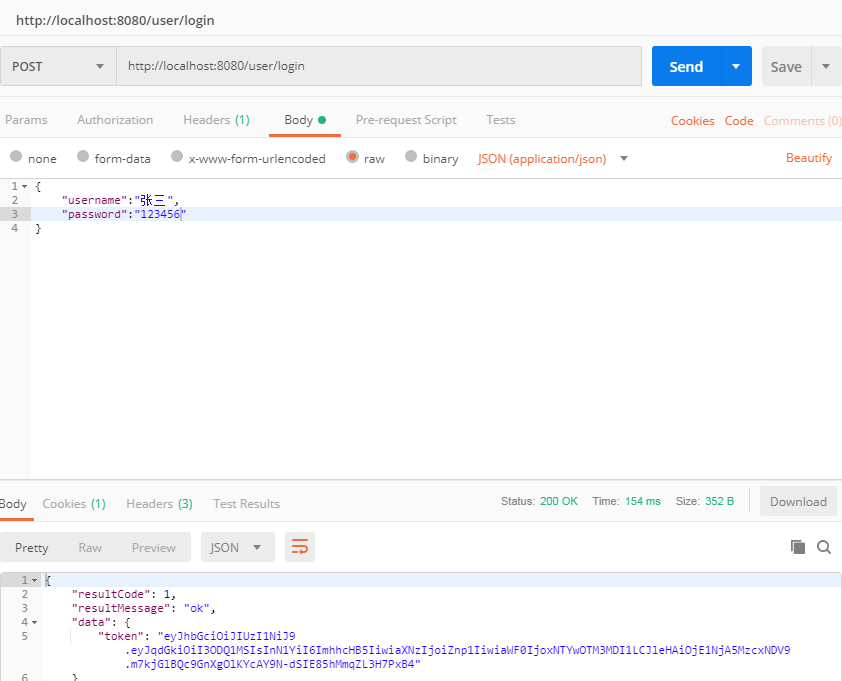 http://localhost:8080/user/login
POST http://localhost:8080/user/login Send Save
Params Authorization Headers (1) Body Pre-request Script Tests Cookies Code Comments (0)
none form-data x-www-form-urlencoded raw binary JSON (application/json) Beautify
1 {
2 "username":"张三",
3 "password":"123456"
4 }
Body Cookies (1) Headers (3) Test Results Status: 200 OK Time: 154 ms Size: 352 B Download
Pretty Raw Preview JSON
1 {
2 "resultCode": 1,
3 "resultMessage": "ok",
4 "data": {
5 "token": "eyJhbGciOiJIUzI1NiJ9
.eyJqdGkiOiI3ODQ1MSIsInN1YiI6ImhhcHB5IiwiaXNzIjoiZnp1IiwiaWF0IjoxNTYwOTM3MDI1LCJleHAiOjE1NjA5MzcxNDV9
.m7kjGlBQc9GnXgOlKYcAY9N-dSIE85hMmqZL3H7PxB4"
6 }